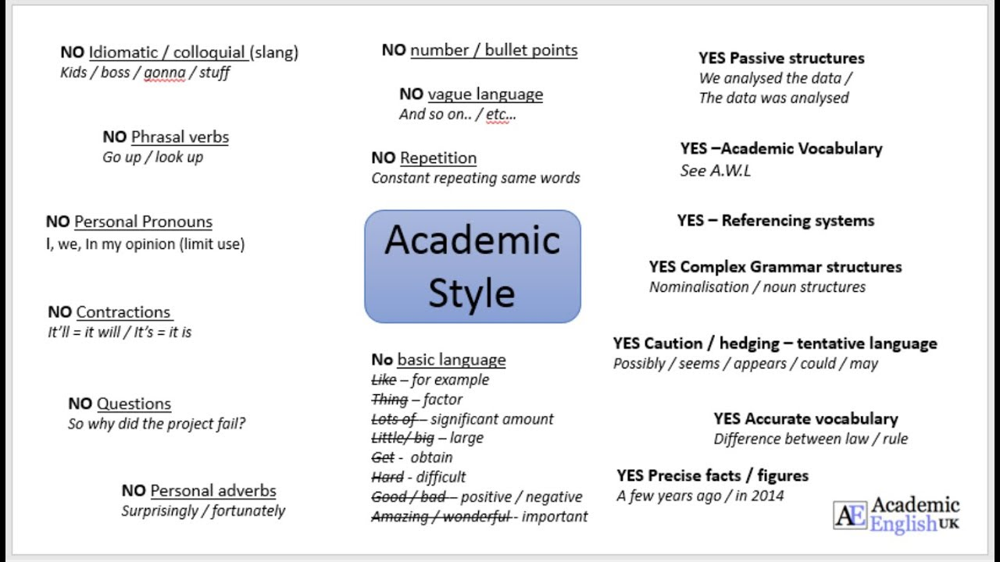 NO Idiomatic / colloquial (slang)
Kids / boss / gonna / stuff
NO Phrasal verbs
Go up / look up
NO Personal Pronouns
I, we, In my opinion (limit use)
NO Contractions
It’ll = it will / It’s = it is
NO Questions
So why did the project fail?
NO Personal adverbs
Surprisingly / fortunately
NO number / bullet points
NO vague language
And so on.. / etc…
NO Repetition
Constant repeating same words
Academic
Style
No basic language
Like – for example
Thing – factor
Lots of – significant amount
Little/ big – large
Get - obtain
Hard - difficult
Good / bad – positive / negative
Amazing / wonderful - important
YES Passive structures
We analysed the data /
The data was analysed
YES –Academic Vocabulary
See A.W.L
YES – Referencing systems
YES Complex Grammar structures
Nominalisation / noun structures
YES Caution / hedging – tentative language
Possibly / seems / appears / could / may
YES Accurate vocabulary
Difference between law / rule
YES Precise facts / figures
A few years ago / in 2014
AE Academic
English UK